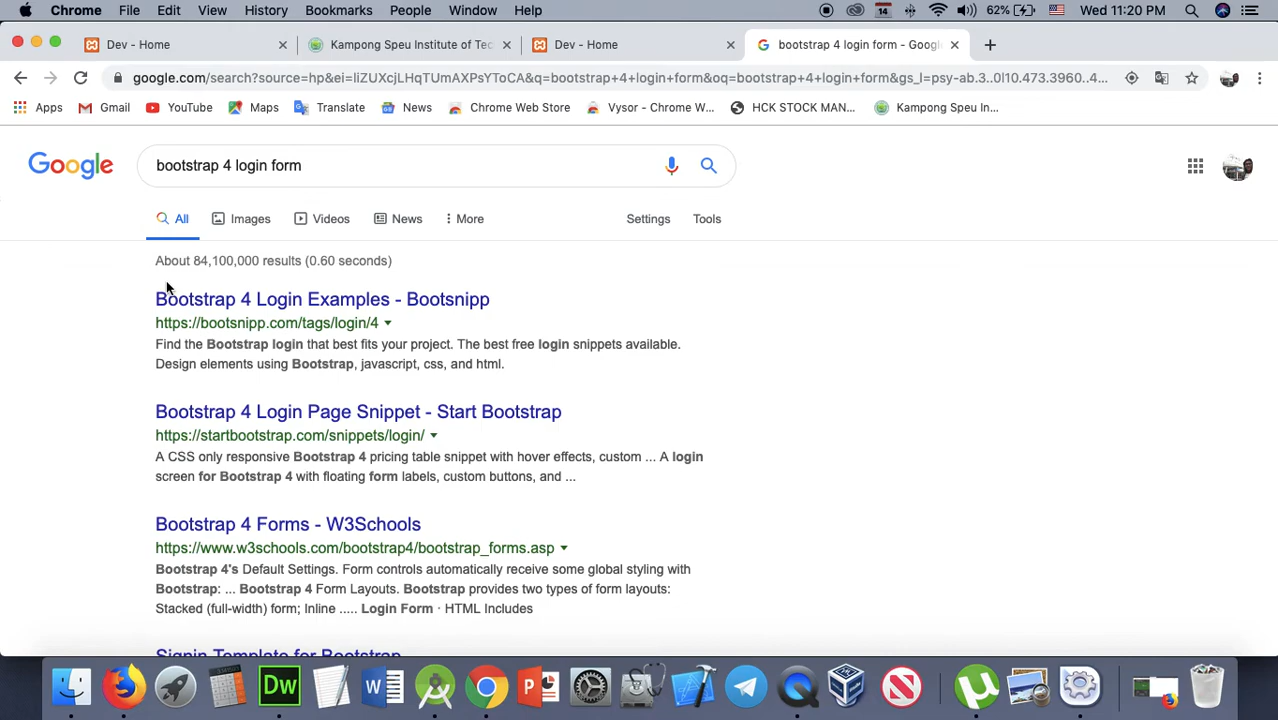 Chrome File Edit View History Bookmarks People Window Help 14 62% Wed 11:20 PM
Dev - Home Kampong Speu Institute of Tec Dev - Home bootstrap 4 login form - Google
google.com/search?source=hp&ei=IiZUXcjLHqTUmAXPsYToCA&q=bootstrap+4+login+form&oq=bootstrap+4+login+form&gs_l=psy-ab.3..0l10.473.3960..4...
Apps Gmail YouTube Maps Translate News Chrome Web Store Vysor - Chrome W... HCK STOCK MAN... Kampong Speu In...
Google bootstrap 4 login form
All Images Videos News More Settings Tools
About 84,100,000 results (0.60 seconds)
Bootstrap 4 Login Examples - Bootsnipp
https://bootsnipp.com/tags/login/4
Find the Bootstrap login that best fits your project. The best free login snippets available.
Design elements using Bootstrap, javascript, css, and html.
Bootstrap 4 Login Page Snippet - Start Bootstrap
https://startbootstrap.com/snippets/login/
A CSS only responsive Bootstrap 4 pricing table snippet with hover effects, custom ... A login
screen for Bootstrap 4 with floating form labels, custom buttons, and ...
Bootstrap 4 Forms - W3Schools
https://www.w3schools.com/bootstrap4/bootstrap_forms.asp
Bootstrap 4's Default Settings. Form controls automatically receive some global styling with
Bootstrap: ... Bootstrap 4 Form Layouts. Bootstrap provides two types of form layouts:
Stacked (full-width) form; Inline ..... Login Form · HTML Includes
Signin Template for Bootstrap
Dw W P